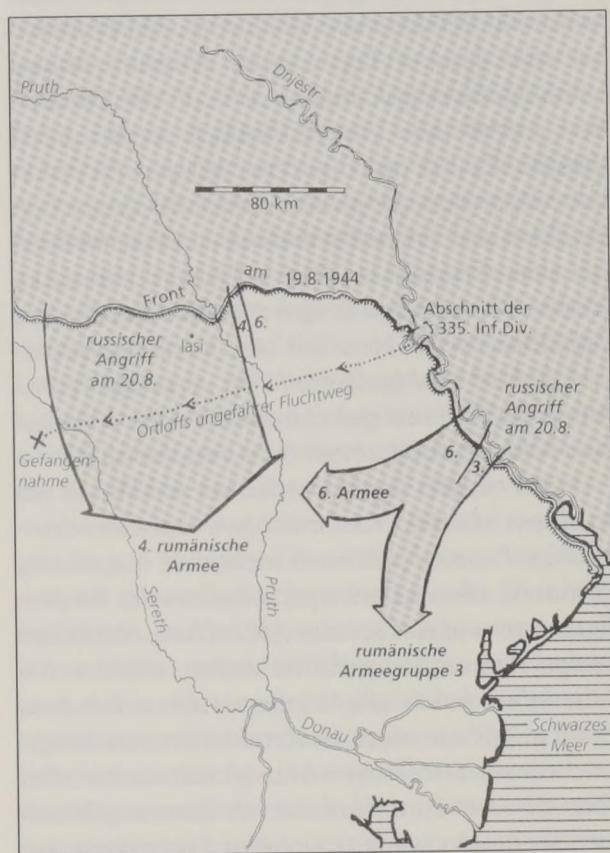 Pruth
Dnjestr
80 km
Front
am
19.8.1944
Abschnitt der
335. Inf.Div.
russischer
Angriff
am 20.8.
Iasi
4.
6.
Ortloffs ungefährer Fluchtweg
russischer
Angriff
am 20.8.
Gefangen-
nahme
6.
3.
6. Armee
4. rumänische
Armee
Sereth
Pruth
rumänische
Armeegruppe 3
Donau
Schwarzes
Meer